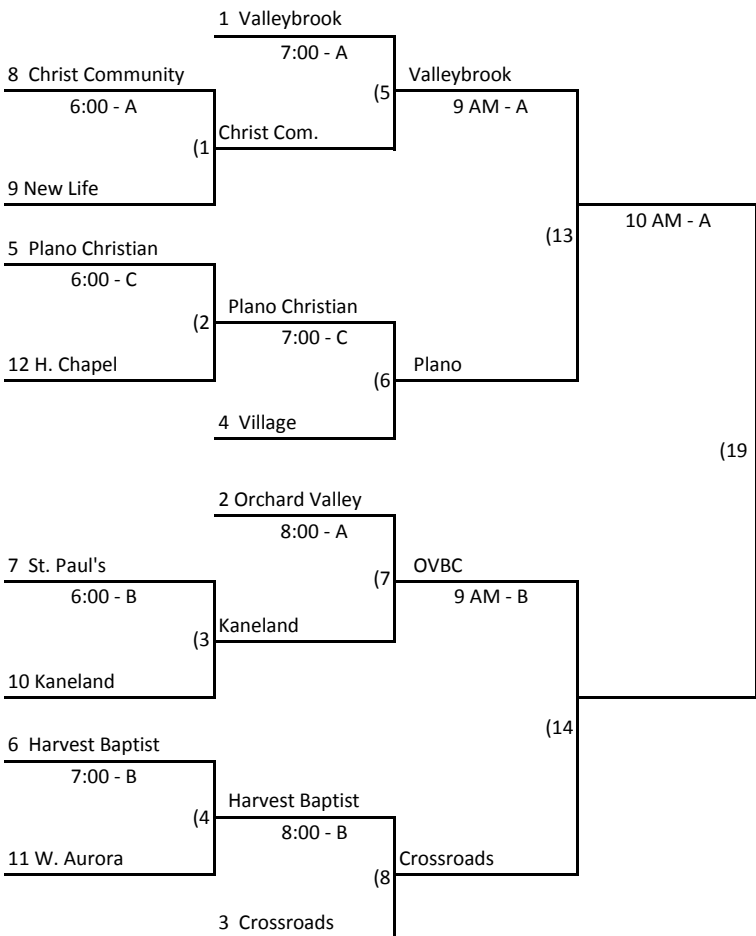 1 Valleybrook
7:00 - A
8 Christ Community
Valleybrook
(5
6:00 - A
9 AM - A
Christ Com.
(1
9 New Life
10 AM - A
(13
5 Plano Christian
6:00 - C
Plano Christian
(2
7:00 - C
12 H. Chapel
Plano
(6
4 Village
(19
2 Orchard Valley
8:00 - A
7 St. Paul's
OVBC
(7
6:00 - B
9 AM - B
Kaneland
(3
10 Kaneland
(14
6 Harvest Baptist
7:00 - B
Harvest Baptist
(4
8:00 - B
11 W. Aurora
Crossroads
(8
3 Crossroads